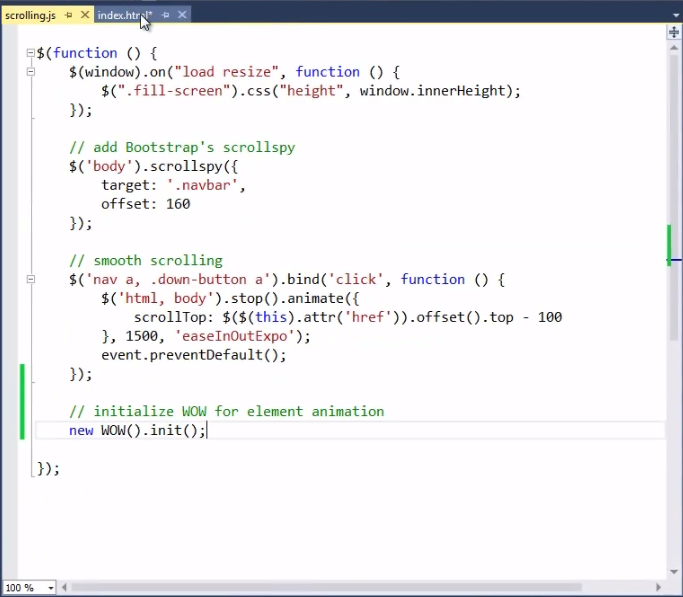 scrolling.js index.html*
$(function () {
$(window).on("load resize", function () {
$(".fill-screen").css("height", window.innerHeight);
});
// add Bootstrap's scrollspy
$('body').scrollspy({
target: '.navbar',
offset: 160
});
// smooth scrolling
$('nav a, .down-button a').bind('click', function () {
$('html, body').stop().animate({
scrollTop: $($(this).attr('href')).offset().top - 100
}, 1500, 'easeInOutExpo');
event.preventDefault();
});
// initialize WOW for element animation
new WOW().init();
});
100 %